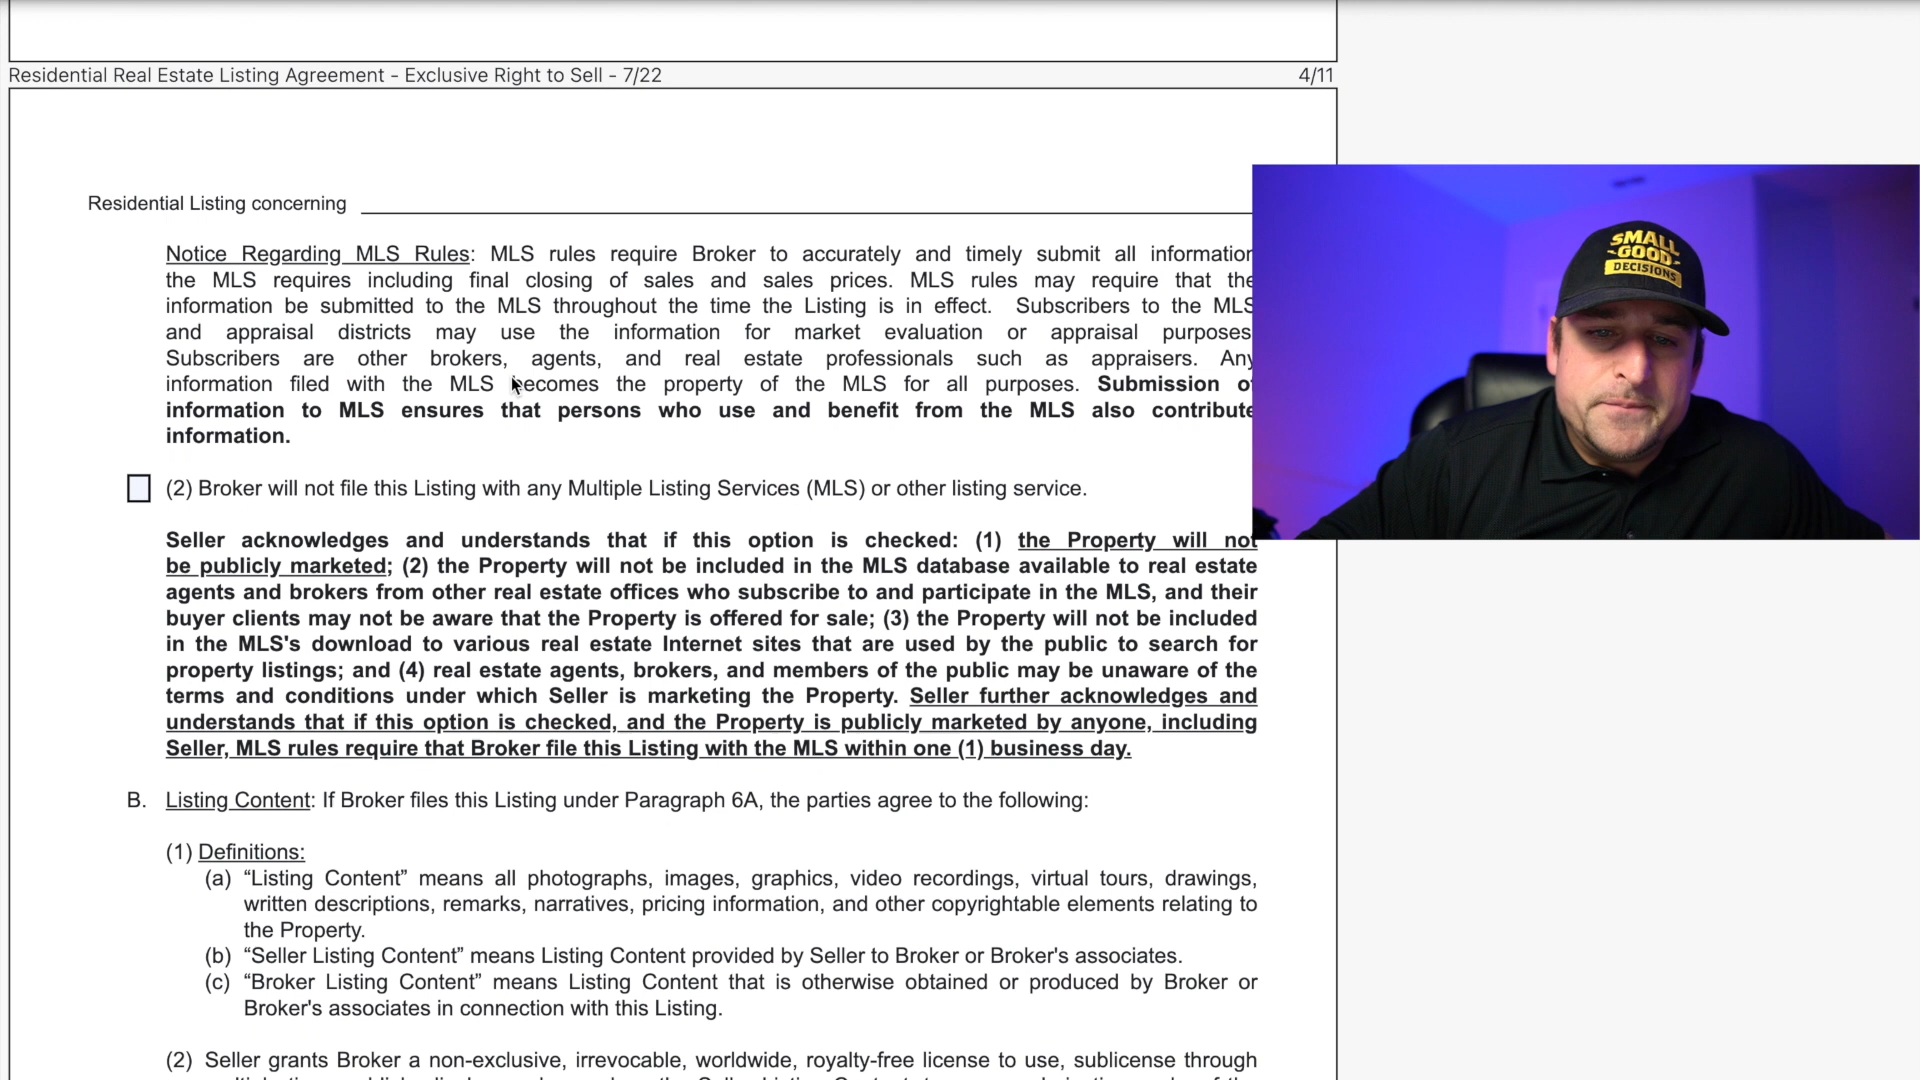 Residential Real Estate Listing Agreement - Exclusive Right to Sell - 7/22 4/11
Residential Listing concerning
Notice Regarding MLS Rules: MLS rules require Broker to accurately and timely submit all information
the MLS requires including final closing of sales and sales prices. MLS rules may require that the
information be submitted to the MLS throughout the time the Listing is in effect. Subscribers to the MLS
and appraisal districts may use the information for market evaluation or appraisal purposes
Subscribers are other brokers, agents, and real estate professionals such as appraisers. Any
information filed with the MLS becomes the property of the MLS for all purposes. Submission of
information to MLS ensures that persons who use and benefit from the MLS also contribute
information.
(2) Broker will not file this Listing with any Multiple Listing Services (MLS) or other listing service.
Seller acknowledges and understands that if this option is checked: (1) the Property will not
be publicly marketed; (2) the Property will not be included in the MLS database available to real estate
agents and brokers from other real estate offices who subscribe to and participate in the MLS, and their
buyer clients may not be aware that the Property is offered for sale; (3) the Property will not be included
in the MLS's download to various real estate Internet sites that are used by the public to search for
property listings; and (4) real estate agents, brokers, and members of the public may be unaware of the
terms and conditions under which Seller is marketing the Property. Seller further acknowledges and
understands that if this option is checked, and the Property is publicly marketed by anyone, including
Seller, MLS rules require that Broker file this Listing with the MLS within one (1) business day.
B. Listing Content: If Broker files this Listing under Paragraph 6A, the parties agree to the following:
(1) Definitions:
(a) “Listing Content” means all photographs, images, graphics, video recordings, virtual tours, drawings,
written descriptions, remarks, narratives, pricing information, and other copyrightable elements relating to
the Property.
(b) “Seller Listing Content” means Listing Content provided by Seller to Broker or Broker's associates.
(c) “Broker Listing Content” means Listing Content that is otherwise obtained or produced by Broker or
Broker's associates in connection with this Listing.
(2) Seller grants Broker a non-exclusive, irrevocable, worldwide, royalty-free license to use, sublicense through
SMALL
GOOD
DECISIONS